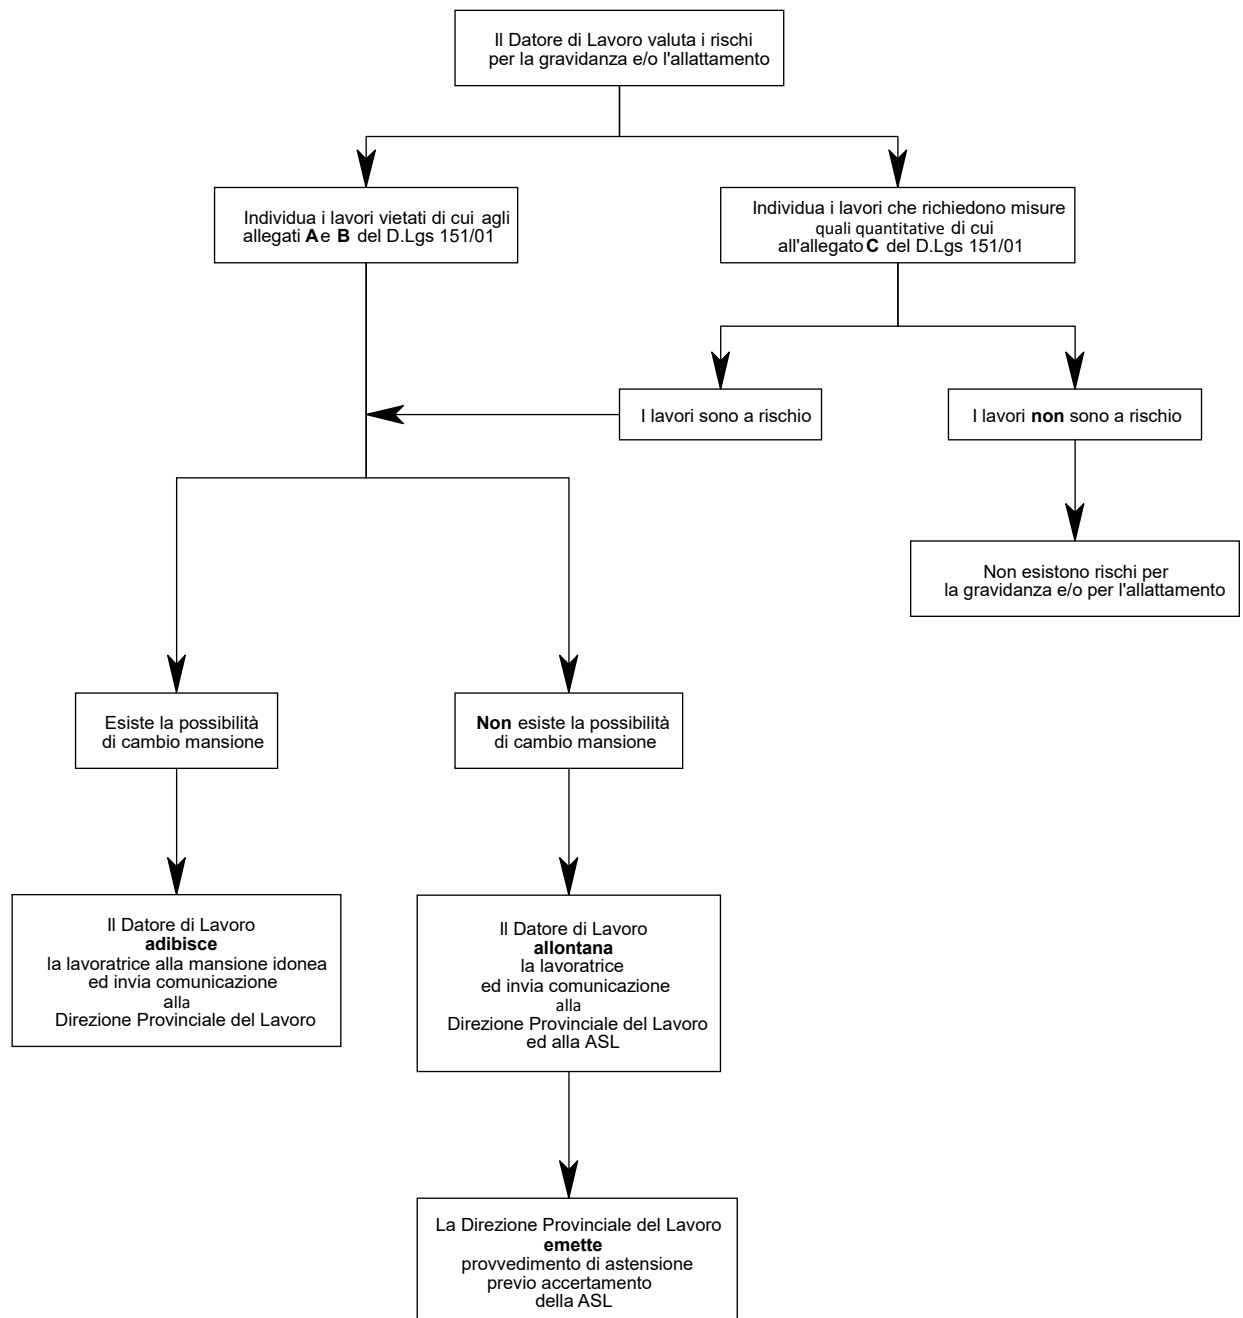 Il Datore di Lavoro valuta i rischi
per la gravidanza e/o l'allattamento
Individua i lavori vietati di cui agli
allegati A e B del D.Lgs 151/01
Individua i lavori che richiedono misure
quali quantitative di cui
all'allegato C del D.Lgs 151/01
I lavori sono a rischio
I lavori non sono a rischio
Non esistono rischi per
la gravidanza e/o per l'allattamento
Esiste la possibilità
di cambio mansione
Non esiste la possibilità
di cambio mansione
Il Datore di Lavoro
adibisce
la lavoratrice alla mansione idonea
ed invia comunicazione
alla
Direzione Provinciale del Lavoro
Il Datore di Lavoro
allontana
la lavoratrice
ed invia comunicazione
alla
Direzione Provinciale del Lavoro
ed alla ASL
La Direzione Provinciale del Lavoro
emette
provvedimento di astensione
previo accertamento
della ASL